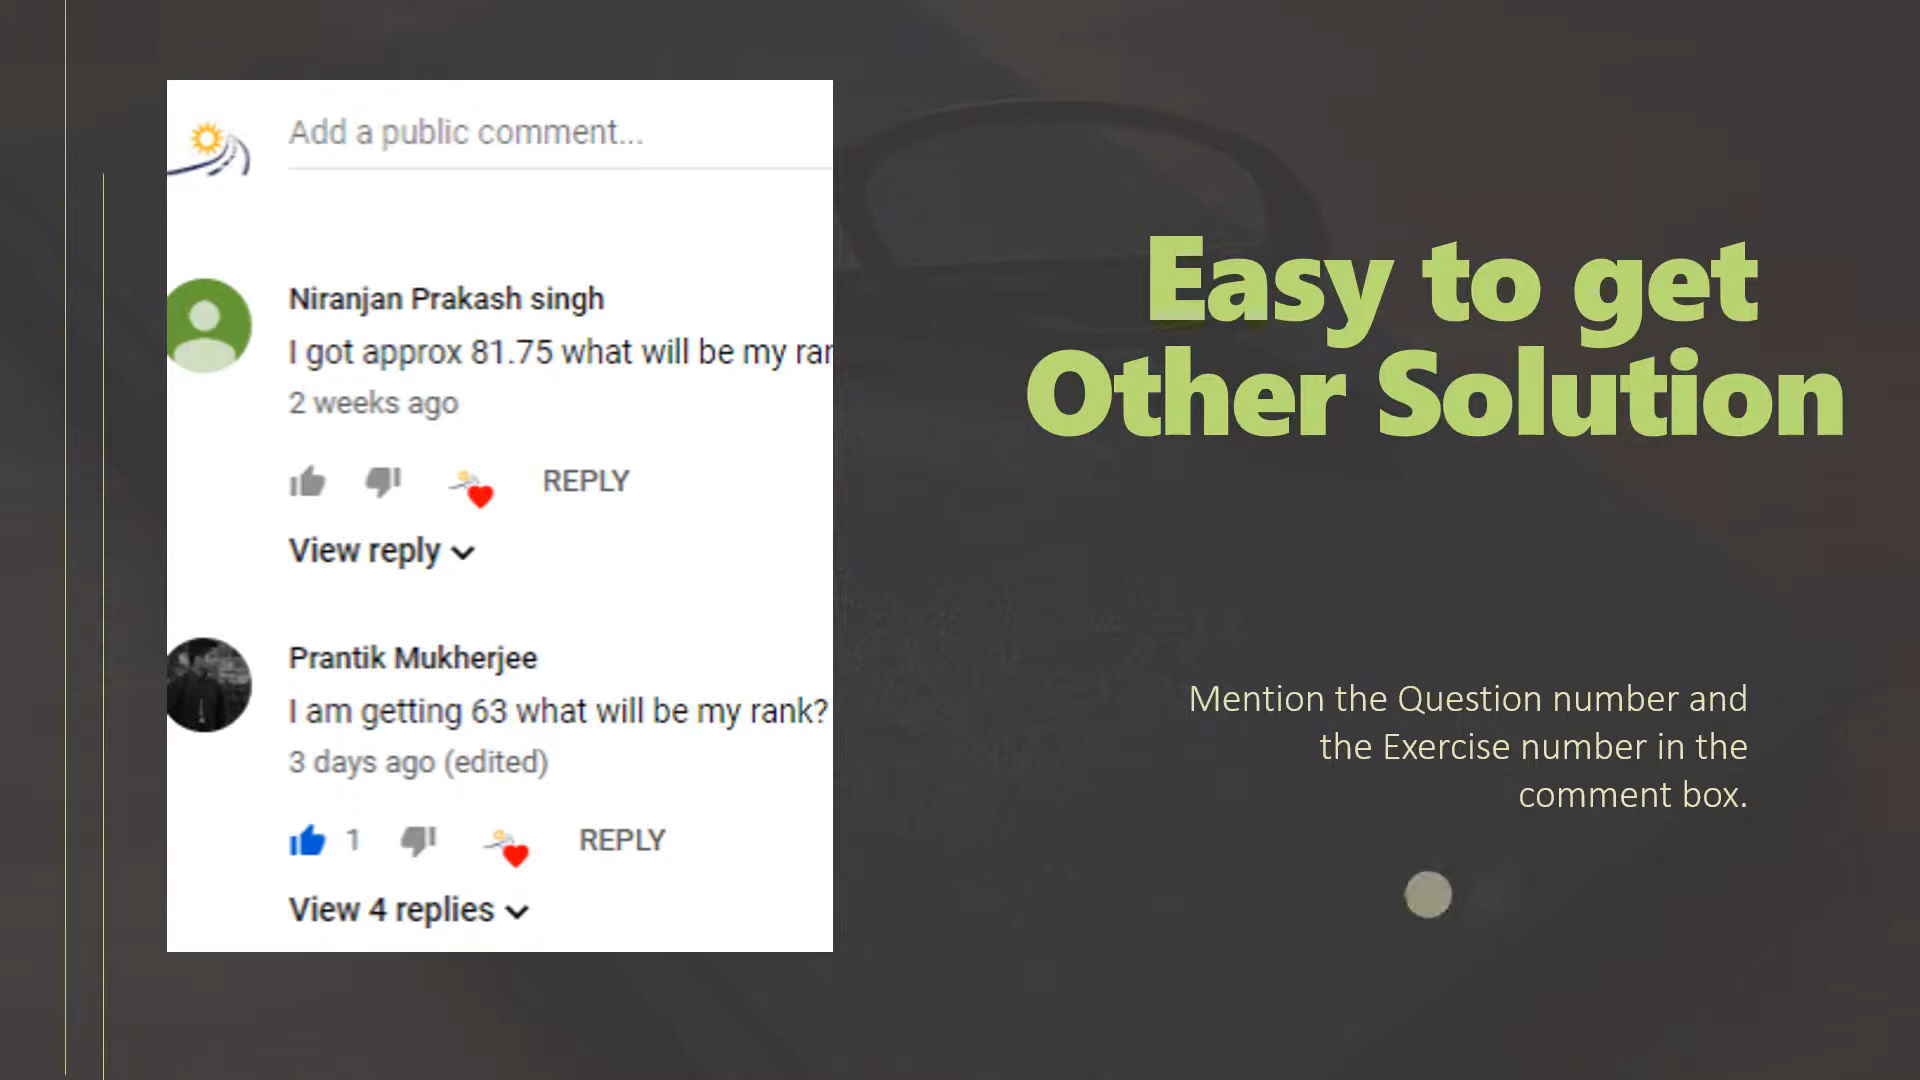 Add a public comment...
Niranjan Prakash singh
I got approx 81.75 what will be my
2 weeks ago
REPLY
View reply
Prantik Mukherjee
I am getting 63 what will be my rank?
3 days ago (edited)
1
REPLY
View 4 replies
Easy to get
Other Solution
Mention the Question number and
the Exercise number in the
comment box.